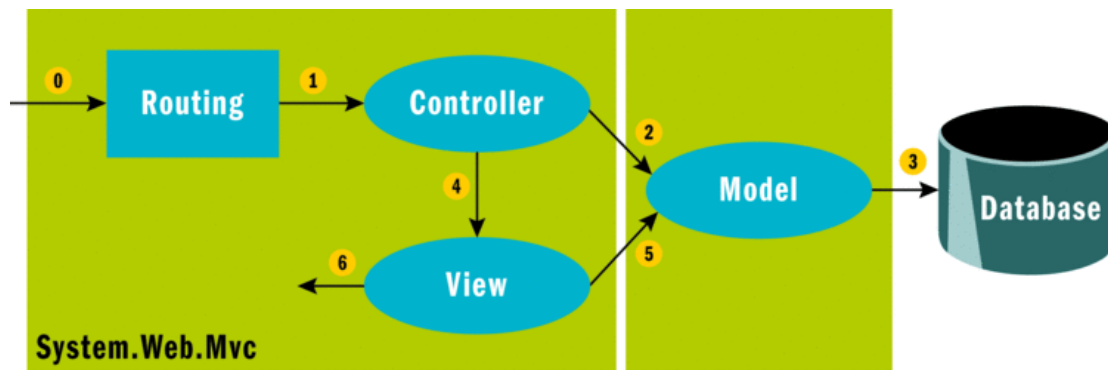 0
Routing
1
Controller
2
Model
3
Database
4
View
5
6
System.Web.Mvc